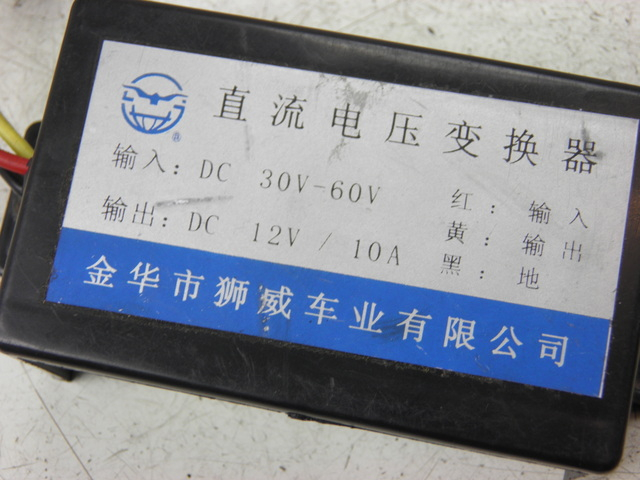 直流电压变换器
输入：DC 30V-60V
输出：DC 12V / 10A
红：输入
黄：输出
黑：地
金华市狮威车业有限公司